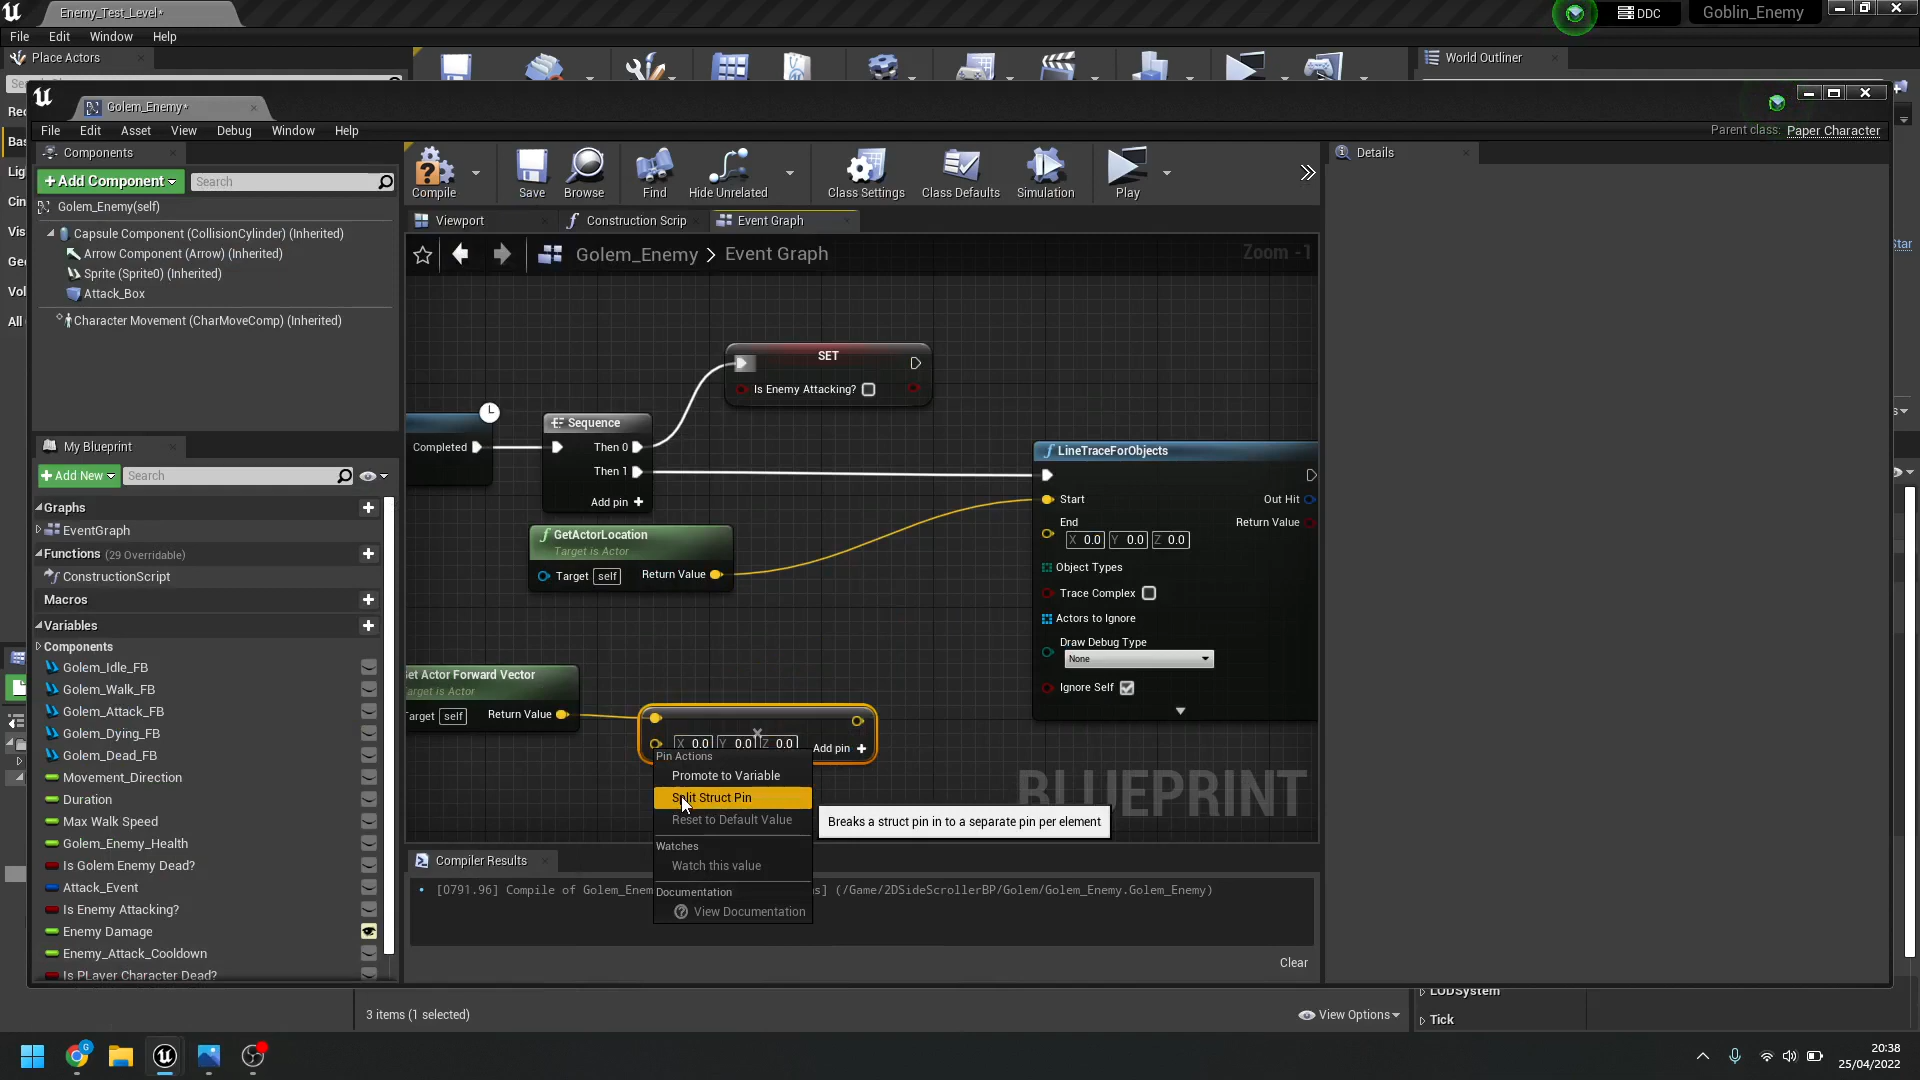 Enemy_Test_Level*
DDC
Goblin_Enemy
File Edit Window Help
Place Actors
World Outliner
Golem_Enemy*
File Edit Asset View Debug Window Help
Parent class: Paper Character
Components
Details
+ Add Component
Search
Compile
Save
Browse
Find
Hide Unrelated
Class Settings
Class Defaults
Simulation
Play
Golem_Enemy(self)
Viewport
Construction Scrip
Event Graph
Capsule Component (CollisionCylinder) (Inherited)
Arrow Component (Arrow) (Inherited)
Sprite (Sprite0) (Inherited)
Attack_Box
Character Movement (CharMoveComp) (Inherited)
Golem_Enemy > Event Graph
Zoom -1
SET
Is Enemy Attacking?
Completed
Sequence
Then 0
Then 1
Add pin +
LineTraceForObjects
Start
Out Hit
End
Return Value
X 0.0 Y 0.0 Z 0.0
Object Types
Trace Complex
Actors to Ignore
Draw Debug Type
None
Ignore Self
GetActorLocation
Target is Actor
Target self
Return Value
et Actor Forward Vector
arget is Actor
arget self
Return Value
X 0.0 Y 0.0 Z 0.0
Add pin +
Pin Actions
Promote to Variable
Split Struct Pin
Reset to Default Value
Watches
Watch this value
Documentation
View Documentation
Breaks a struct pin in to a separate pin per element
BLUEPRINT
My Blueprint
+ Add New
Search
Graphs
EventGraph
Functions (29 Overridable)
ConstructionScript
Macros
Variables
Components
Golem_Idle_FB
Golem_Walk_FB
Golem_Attack_FB
Golem_Dying_FB
Golem_Dead_FB
Movement_Direction
Duration
Max Walk Speed
Golem_Enemy_Health
Is Golem Enemy Dead?
Attack_Event
Is Enemy Attacking?
Enemy Damage
Enemy_Attack_Cooldown
Is PLayer Character Dead?
Compiler Results
[0791.96] Compile of Golem_Enem
s] (/Game/2DSideScrollerBP/Golem/Golem_Enemy.Golem_Enemy)
Clear
3 items (1 selected)
View Options
LODSystem
Tick
20:38
25/04/2022